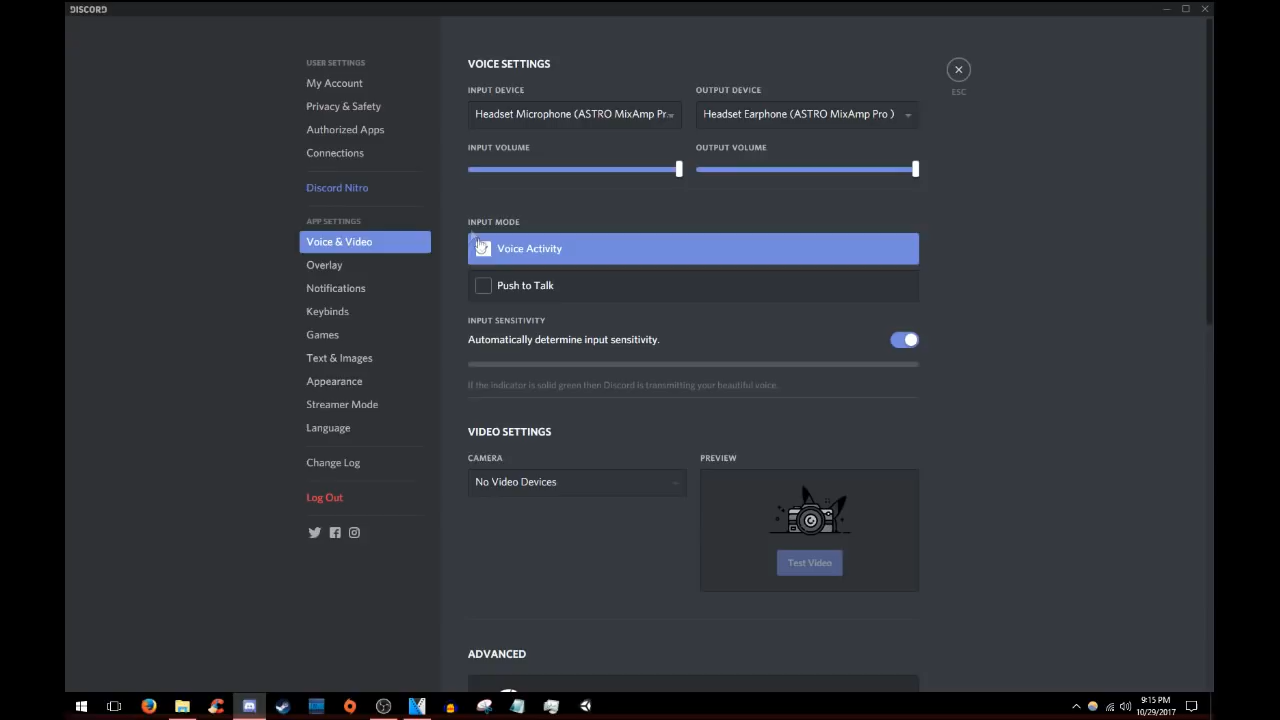 DISCORD
USER SETTINGS
My Account
Privacy & Safety
Authorized Apps
Connections
Discord Nitro
APP SETTINGS
Voice & Video
Overlay
Notifications
Keybinds
Games
Text & Images
Appearance
Streamer Mode
Language
Change Log
Log Out
VOICE SETTINGS
INPUT DEVICE
Headset Microphone (ASTRO MixAmp Pr
OUTPUT DEVICE
Headset Earphone (ASTRO MixAmp Pro )
INPUT VOLUME
OUTPUT VOLUME
INPUT MODE
Voice Activity
Push to Talk
INPUT SENSITIVITY
Automatically determine input sensitivity.
If the indicator is solid green then Discord is transmitting your beautiful voice.
VIDEO SETTINGS
CAMERA
No Video Devices
PREVIEW
Test Video
ADVANCED
ESC
9:15 PM
10/29/2017